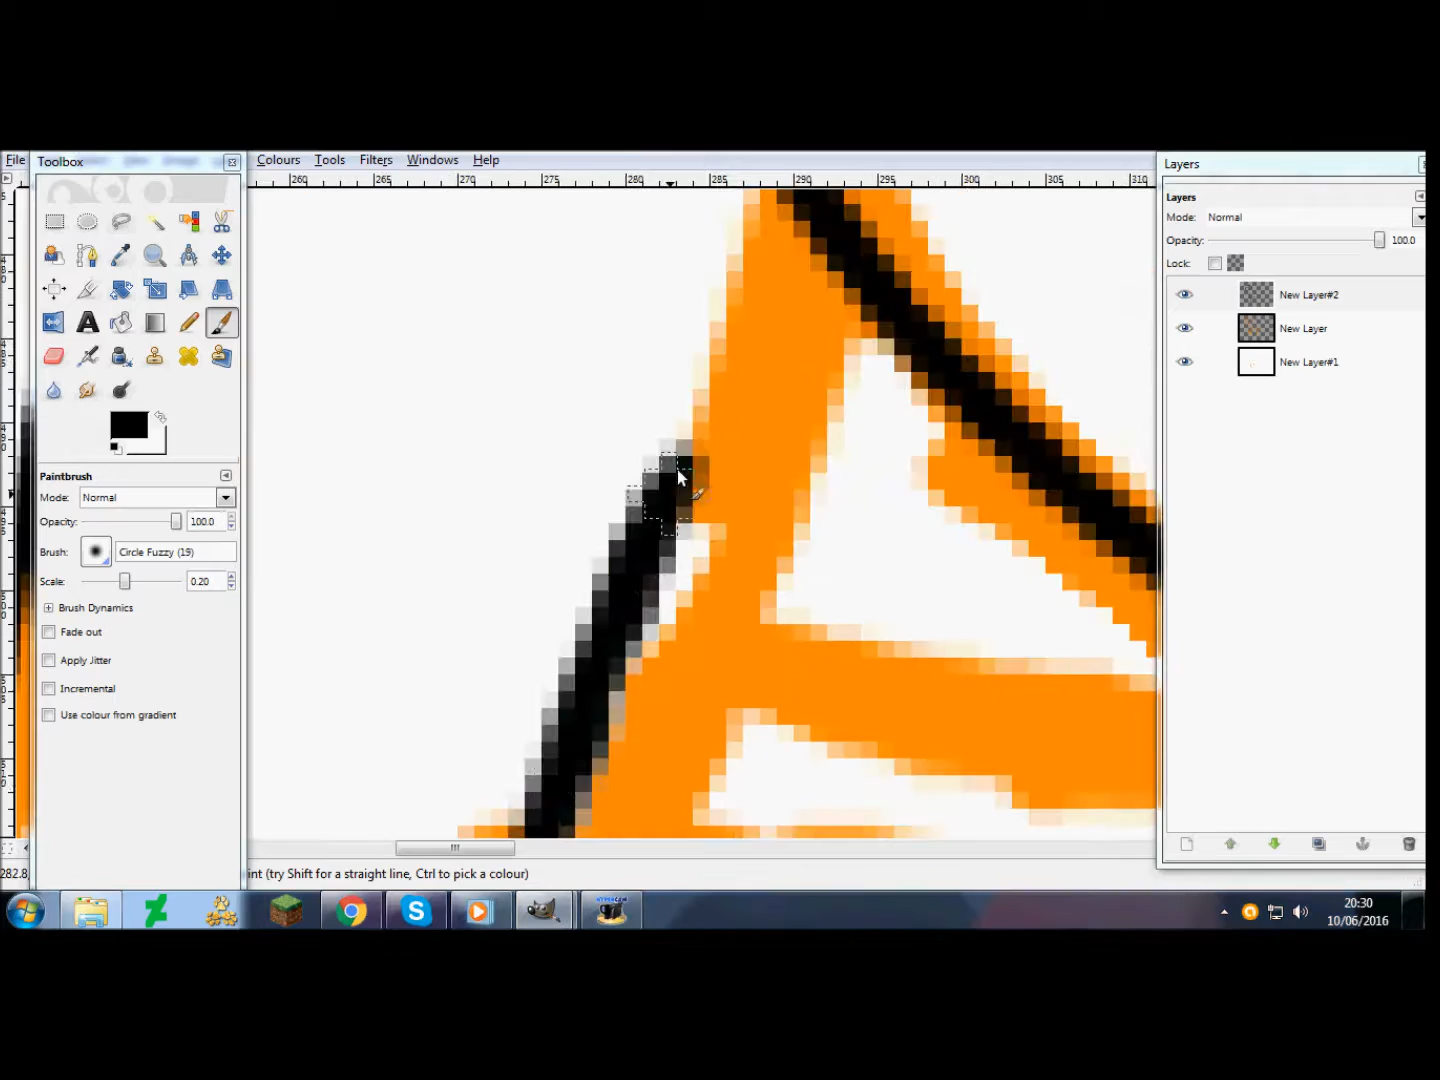 File
Toolbox
Colours Tools Filters Windows Help
Layers
260 265 270 275 280 285 290 295 300 305 310
Layers
Mode: Normal
Opacity: 100.0
Lock:
New Layer#2
New Layer
New Layer#1
Paintbrush
Mode: Normal
Opacity: 100.0
Brush: Circle Fuzzy (19)
Scale: 0.20
Brush Dynamics
Fade out
Apply Jitter
Incremental
Use colour from gradient
282.8, int (try Shift for a straight line, Ctrl to pick a colour)
HYPERCAM
20:30
10/06/2016